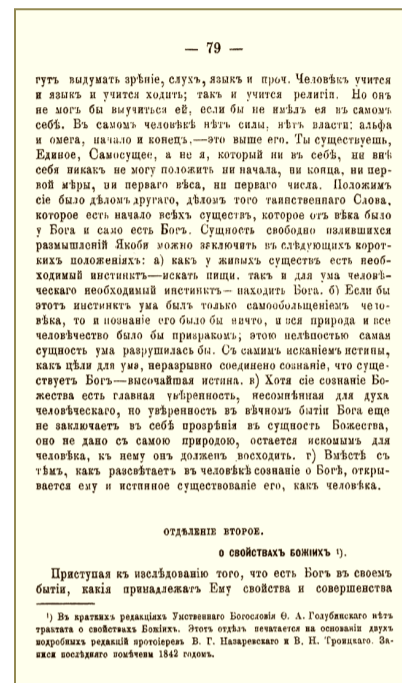 — 79 —
гутъ выдумать зрѣніе, слухъ, языкъ и проч. Человѣкъ учится
и языкъ и учится ходить; такъ и учится религіи. Но онъ
не могъ бы выучиться ей, если бы не имѣлъ ея въ самомъ
себѣ. Въ самомъ человѣкѣ нѣтъ силы, нѣтъ власти: альфа
и омега, начало и конецъ,—это выше его. Ты существуешь,
Единое, Самосущее, а не я, который ни въ себѣ, ни внѣ
себя никакъ не могу положить ни начала, ни конца, ни пер-
вой мѣры, ни перваго вѣса, ни перваго числа. Положимъ
сіе было дѣломъ другаго, дѣломъ того таинственнаго Слова,
которое есть начало всѣхъ существъ, которое отъ вѣка было
у Бога и само есть Богъ. Сущность свободно излившихся
размышленій Якоби можно заключить въ слѣдующихъ корот-
кихъ положеніяхъ: а) какъ у живыхъ существъ есть необ-
ходимый инстинктъ—искать пищи, такъ и для ума человѣ-
ческаго необходимый инстинктъ—находить Бога. б) Если бы
этотъ инстинктъ ума былъ только самообольщеніемъ чело-
вѣка, то и познаніе его было бы ничто, и вся природа и все
человѣчество было бы призракомъ; этою нелѣпостью самая
сущность ума разрушилась бы. Съ самимъ исканіемъ истины,
какъ цѣли для ума, неразрывно соединено сознаніе, что суще-
ствуетъ Богъ—высочайшая истина. в) Хотя сіе сознаніе Бо-
жества есть главная увѣренность, несомнѣнная для духа
человѣческаго, но увѣренность въ вѣчномъ бытіи Бога еще
не заключаетъ въ себѣ прозрѣнія въ сущность Божества,
оно не дано съ самою природою, остается искомымъ для
человѣка, къ нему онъ долженъ восходить. г) Вмѣстѣ съ
тѣмъ, какъ разсвѣтаетъ въ человѣкѣ сознаніе о Богѣ, откры-
вается ему и истинное существованіе его, какъ человѣка.
ОТДѢЛЕНІЕ ВТОРОЕ.
О СВОЙСТВАХЪ БОЖІИХЪ ¹).
Приступая къ изслѣдованію того, что есть Богъ въ своемъ
бытіи, какія принадлежатъ Ему свойства и совершенства
¹) Въ краткихъ редакціяхъ Умственнаго Богословія Ѳ. А. Голубинскаго нѣтъ
трактата о свойствахъ Божіихъ. Этотъ отдѣлъ печатается на основаніи двухъ
подробныхъ редакцій протоіереевъ В. Г. Назаревскаго и В. Н. Троицкаго. За-
писи послѣдняго помѣчены 1842 годомъ.